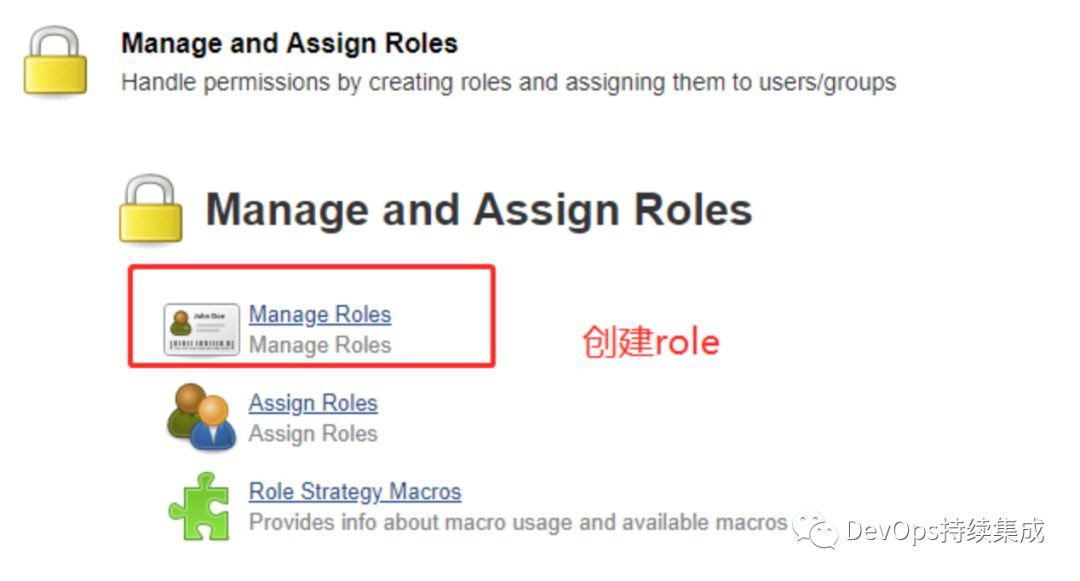 Manage and Assign Roles
Handle permissions by creating roles and assigning them to users/groups
Manage and Assign Roles
John Doe
Manage Roles
Manage Roles
创建role
Assign Roles
Assign Roles
Role Strategy Macros
Provides info about macro usage and available macros
DevOps持续集成